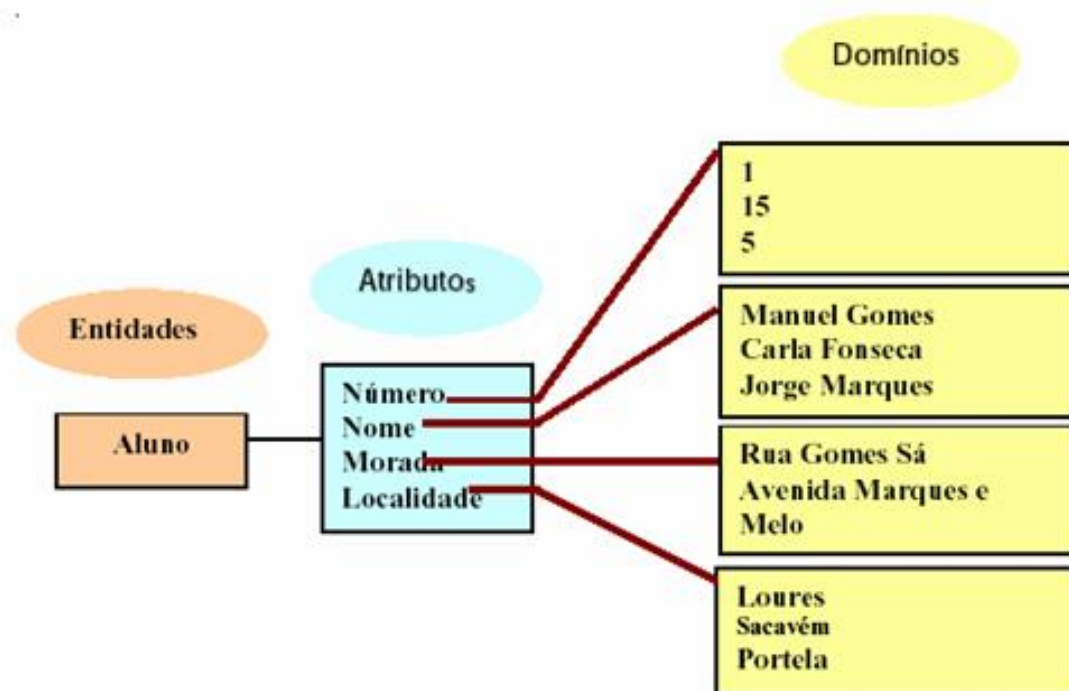 Domínios
1
15
5
Atributos
Entidades
Manuel Gomes
Carla Fonseca
Jorge Marques
Número
Nome
Morada
Localidade
Aluno
Rua Gomes Sá
Avenida Marques e
Melo
Loures
Sacavém
Portela